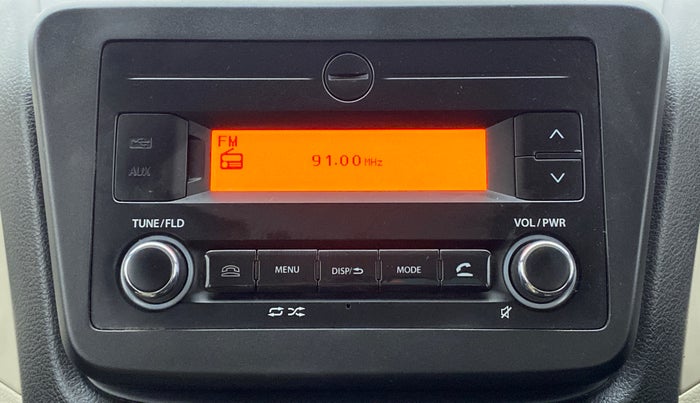 FM
91.00 MHz
AUX
TUNE/FLD
VOL/PWR
MENU
DISP/
MODE